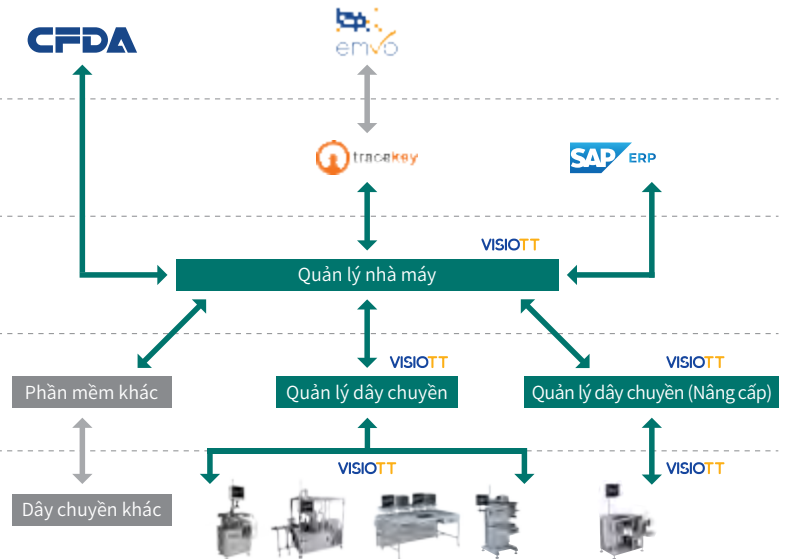 CFDA
emvo
tracekey
SAP ERP
VISIOTT
Quản lý nhà máy
VISIOTT
VISIOTT
Phần mềm khác
Quản lý dây chuyền
Quản lý dây chuyền (Nâng cấp)
VISIOTT
VISIOTT
Dây chuyền khác